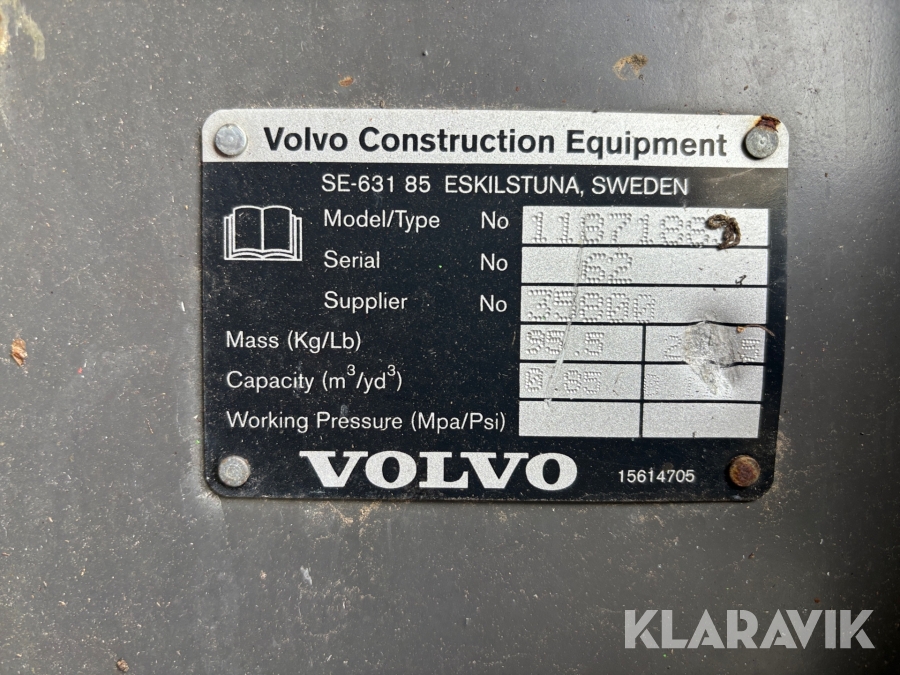 Volvo Construction Equipment
SE-631 85 ESKILSTUNA, SWEDEN
Model/Type No
Serial No 62
Supplier No
Mass (Kg/Lb)
Capacity (m³/yd³)
Working Pressure (Mpa/Psi)
VOLVO 15614705
KLARAVIK